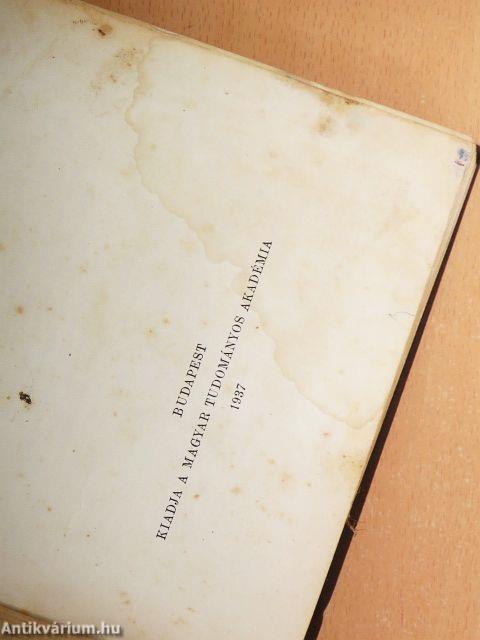 BUDAPEST
KIADJA A MAGYAR TUDOMÁNYOS AKADÉMIA
1937
Antikvárium.hu